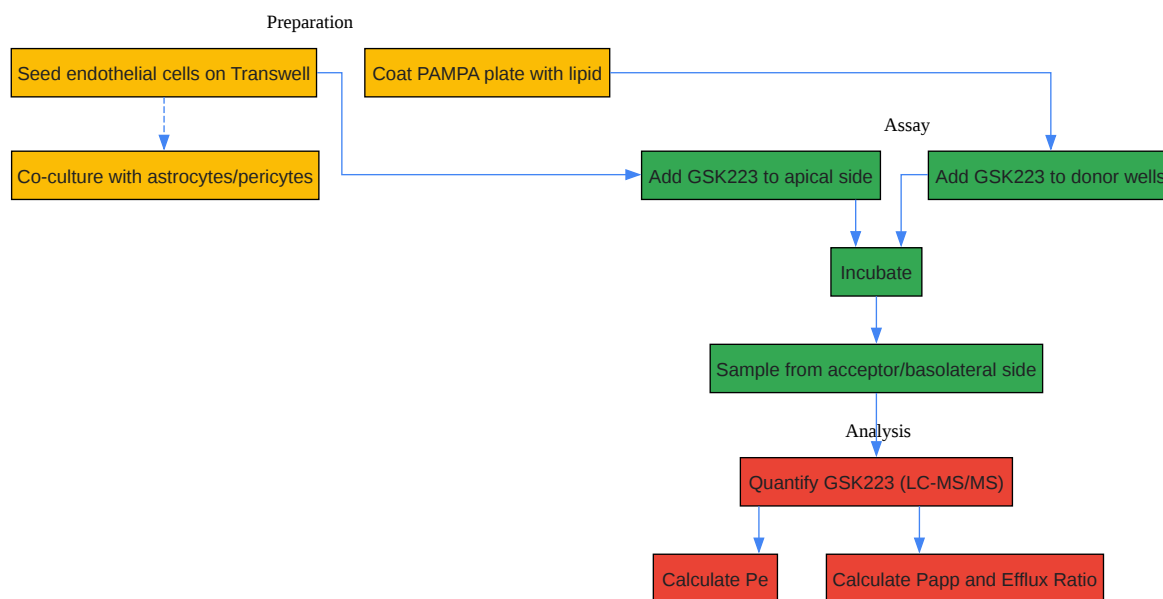 Preparation
Seed endothelial cells on Transwell
Coat PAMPA plate with lipid
Assay
Co-culture with astrocytes/pericytes
Add GSK223 to apical side
Add GSK223 to donor wells
Incubate
Sample from acceptor/basolateral side
Analysis
Quantify GSK223 (LC-MS/MS)
Calculate Pe
Calculate Papp and Efflux Ratio